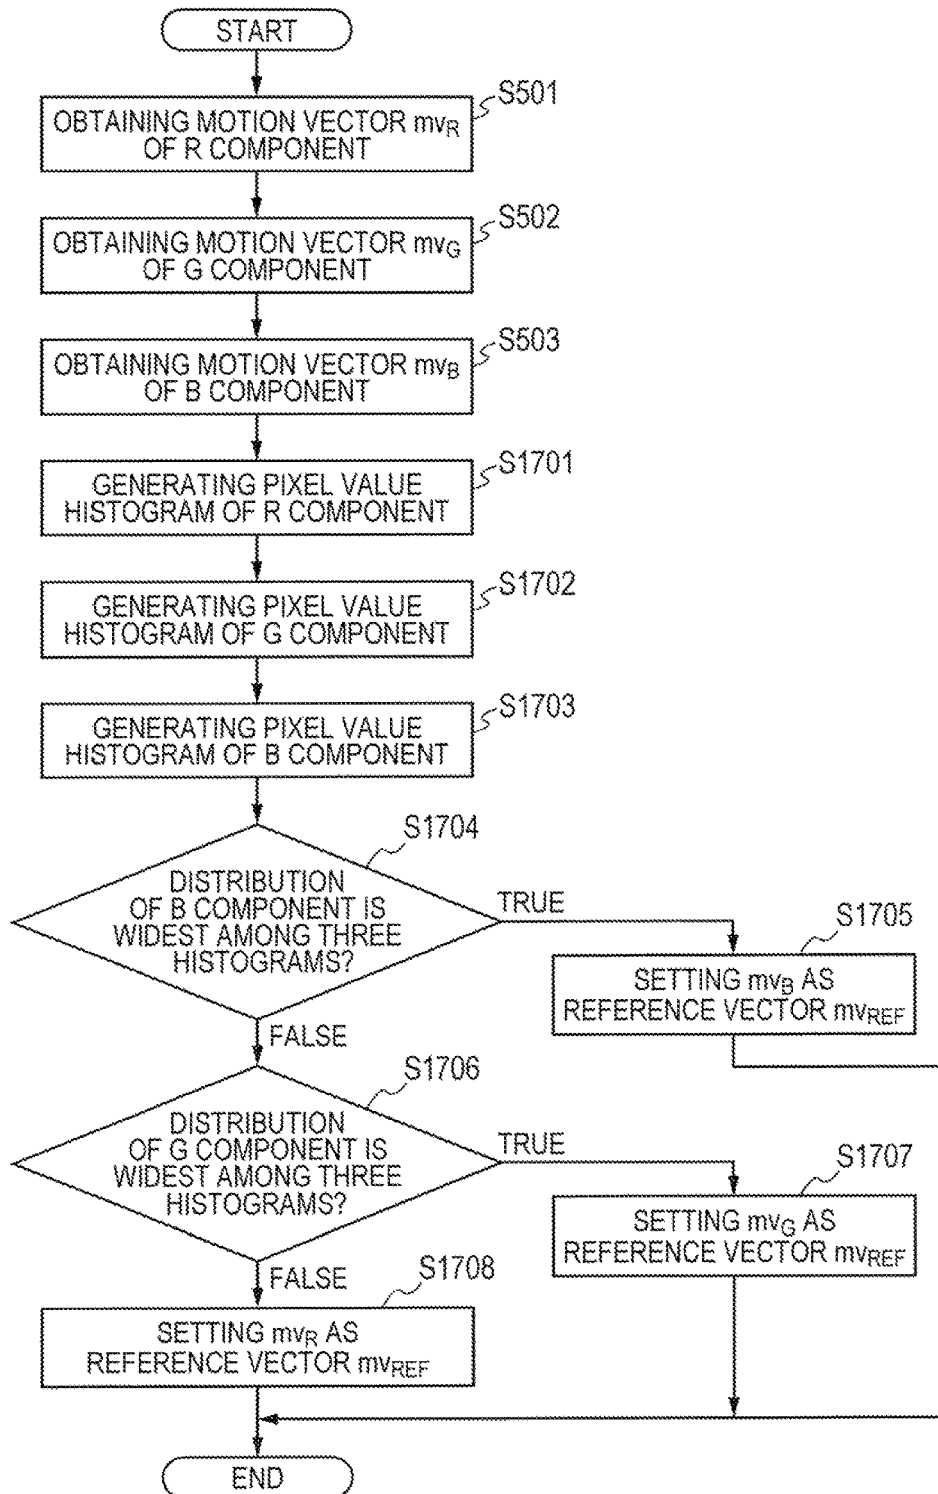 START
S501
OBTAINING MOTION VECTOR mvR
OF R COMPONENT
S502
OBTAINING MOTION VECTOR mvG
OF G COMPONENT
S503
OBTAINING MOTION VECTOR mvB
OF B COMPONENT
S1701
GENERATING PIXEL VALUE
HISTOGRAM OF R COMPONENT
S1702
GENERATING PIXEL VALUE
HISTOGRAM OF G COMPONENT
S1703
GENERATING PIXEL VALUE
HISTOGRAM OF B COMPONENT
S1704
DISTRIBUTION
OF B COMPONENT IS
WIDEST AMONG THREE
HISTOGRAMS?
TRUE
S1705
SETTING mvB AS
REFERENCE VECTOR mvREF
FALSE
S1706
DISTRIBUTION
OF G COMPONENT IS
WIDEST AMONG THREE
HISTOGRAMS?
TRUE
S1707
SETTING mvG AS
REFERENCE VECTOR mvREF
FALSE
S1708
SETTING mvR AS
REFERENCE VECTOR mvREF
END